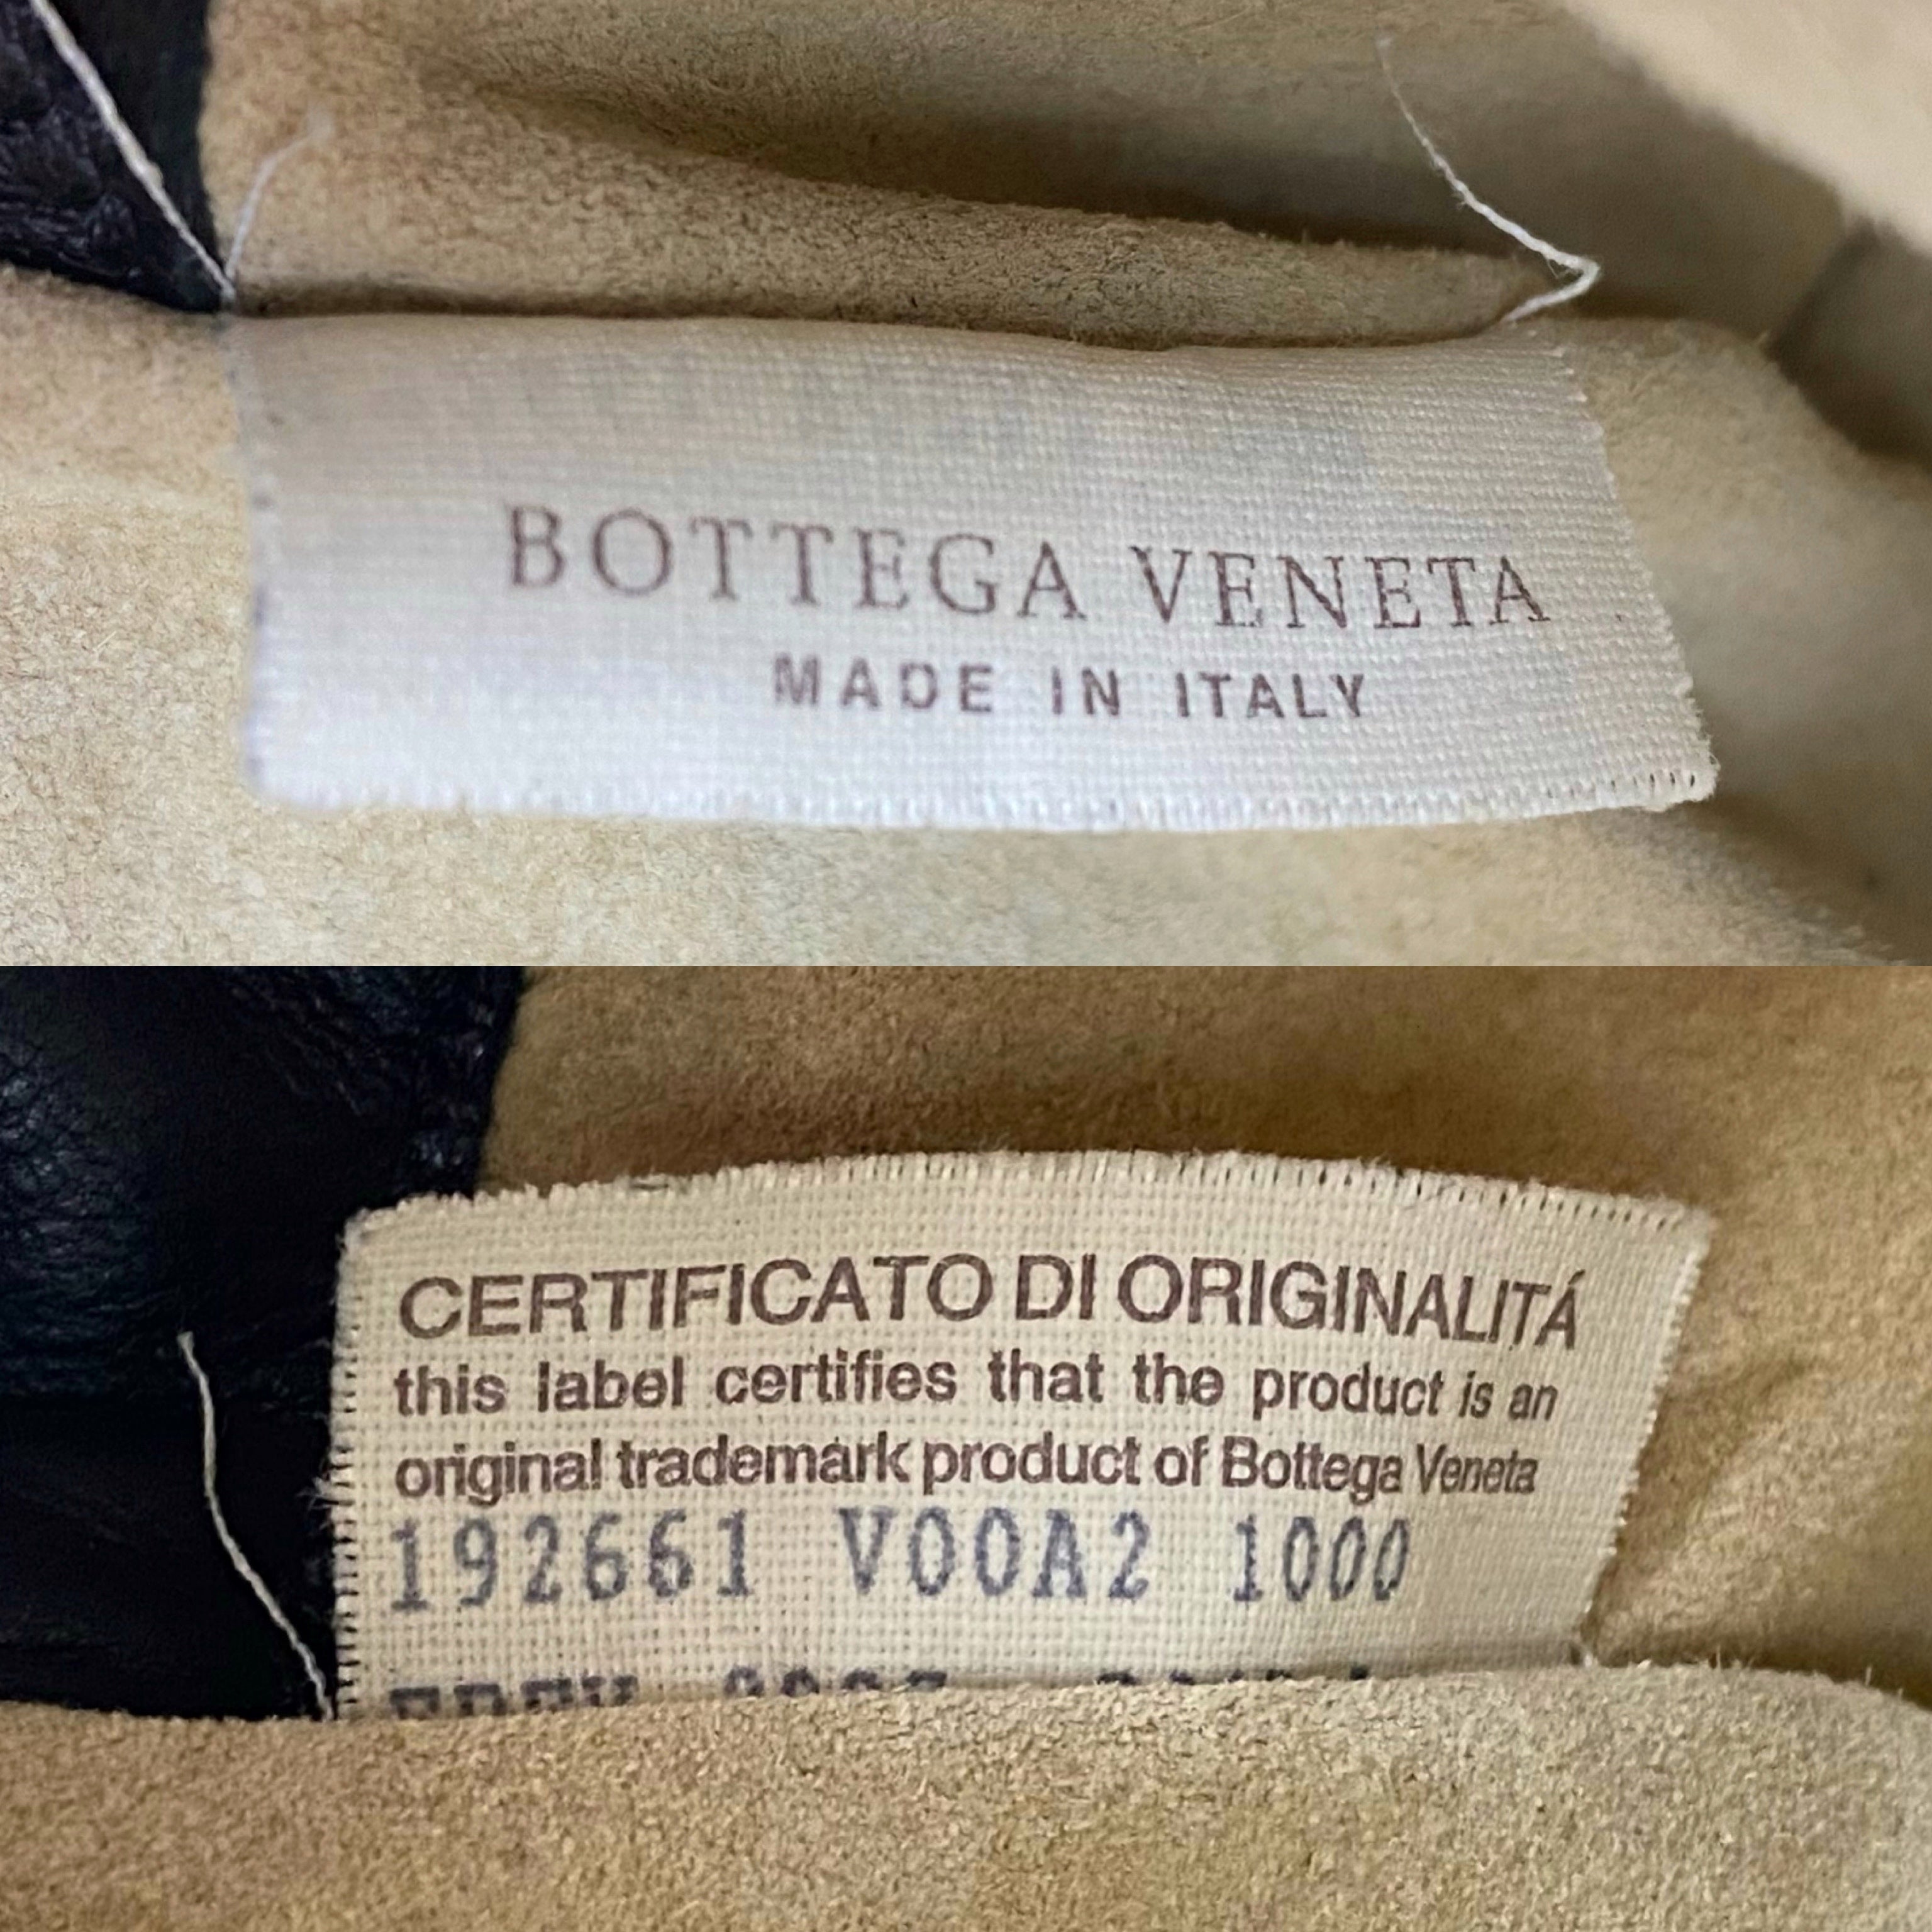 BOTTEGA VENETA
MADE IN ITALY
CERTIFICATO DI ORIGINALITÁ
this label certifies that the product is an
original trademark product of Bottega Veneta
192661 V00A2 1000